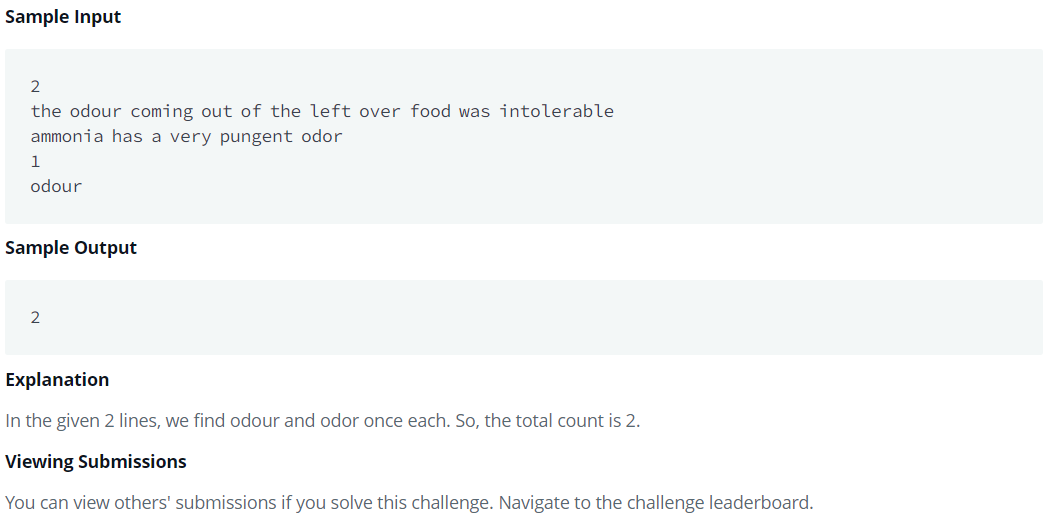 Sample Input
2
the odour coming out of the left over food was intolerable
ammonia has a very pungent odor
1
odour
Sample Output
2
Explanation
In the given 2 lines, we find odour and odor once each. So, the total count is 2.
Viewing Submissions
You can view others' submissions if you solve this challenge. Navigate to the challenge leaderboard.